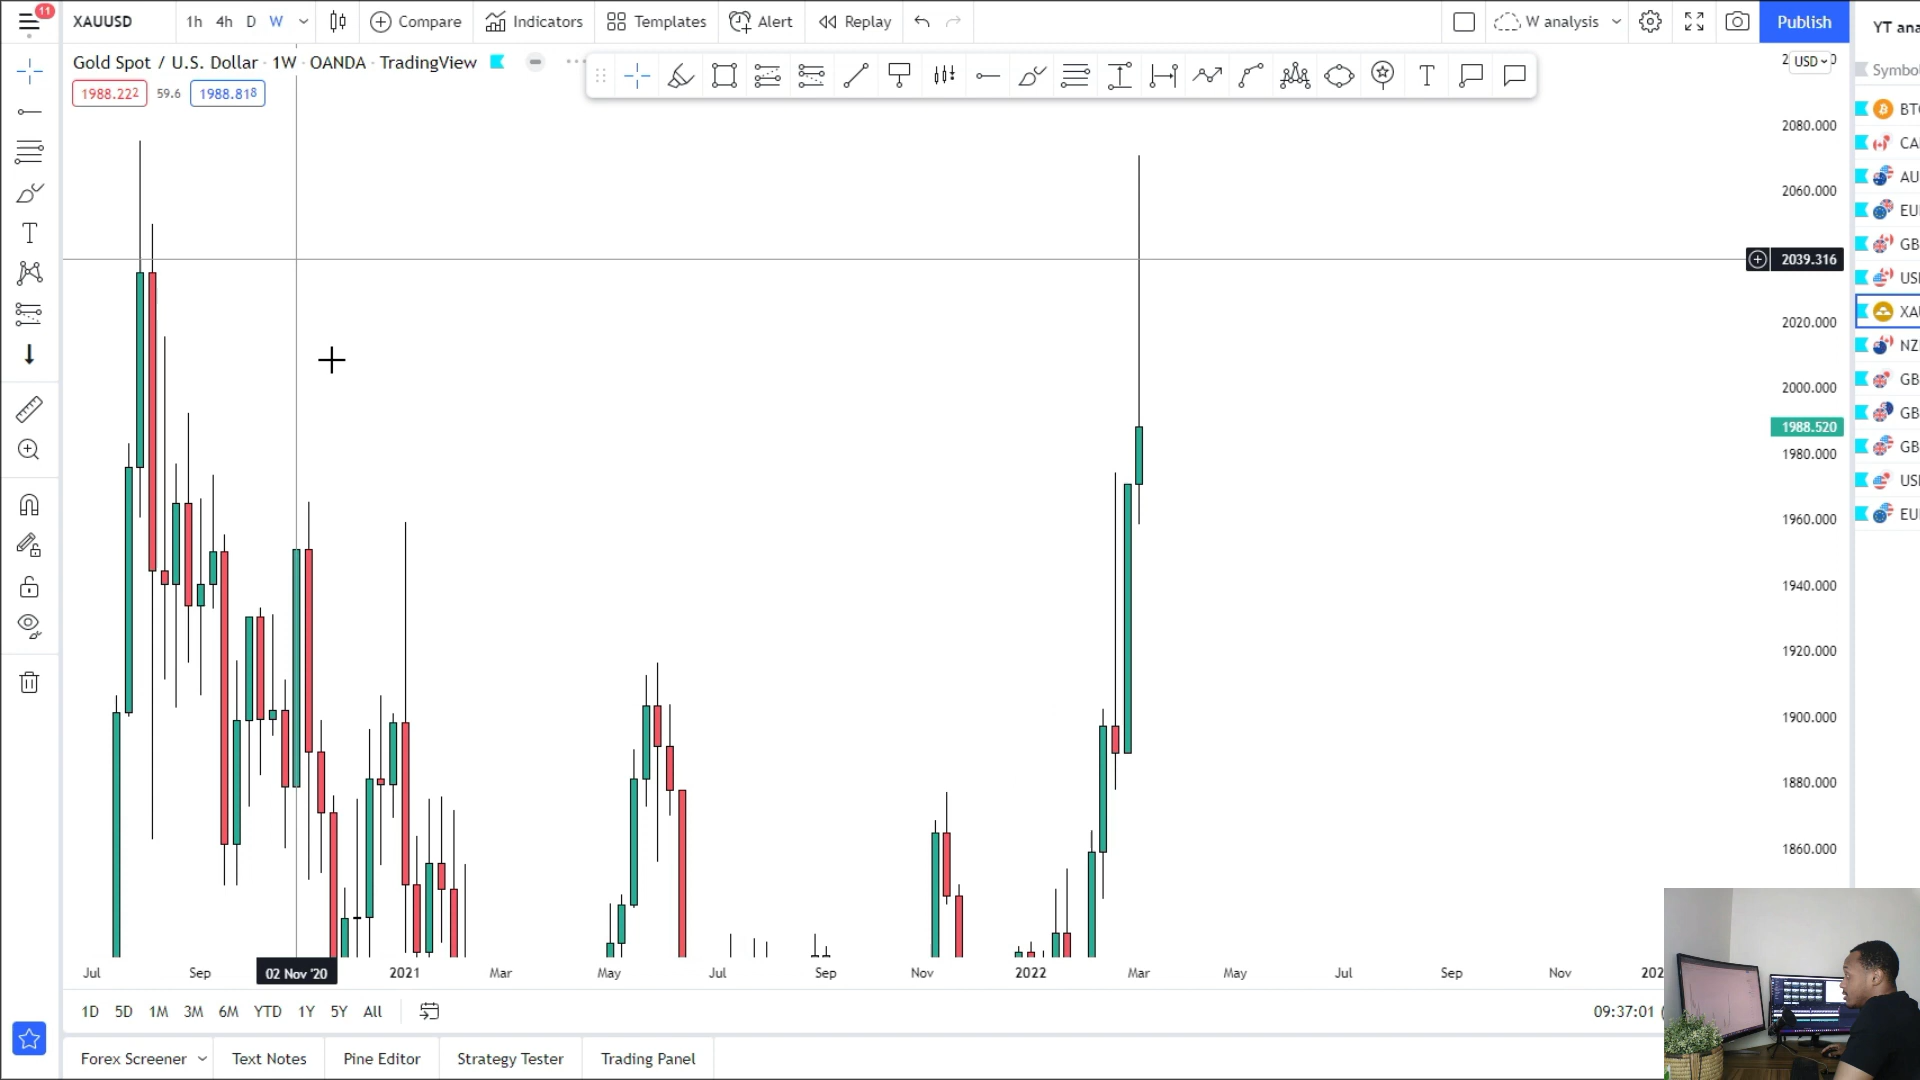 11
XAUUSD 1h 4h D W Compare Indicators Templates Alert Replay W analysis Publish YT ana
Gold Spot / U.S. Dollar · 1W · OANDA · TradingView
1988.222 59.6 1988.818
T
USD
Symbo
2080.000
2060.000
2039.316
2020.000
2000.000
1988.520
1980.000
1960.000
1940.000
1920.000
1900.000
1880.000
1860.000
BT
CA
AU
EU
GB
US
XA
NZ
GB
GB
GB
US
EU
T
Jul Sep 02 Nov '20 2021 Mar May Jul Sep Nov 2022 Mar May Jul Sep Nov 202
1D 5D 1M 3M 6M YTD 1Y 5Y All 09:37:01 (
Forex Screener Text Notes Pine Editor Strategy Tester Trading Panel